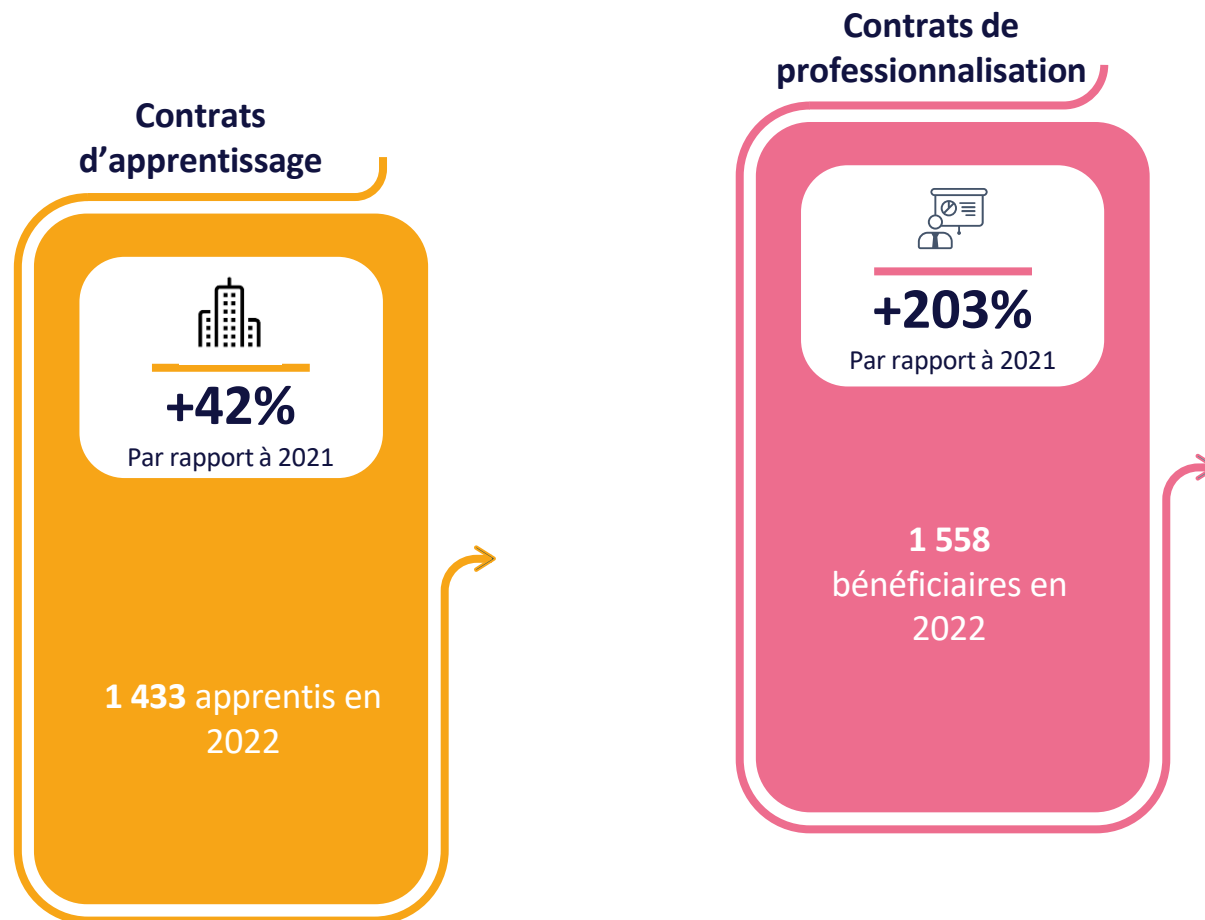 Contrats
d’apprentissage
+42%
Par rapport à 2021
1 433 apprentis en
2022
Contrats de
professionnalisation
+203%
Par rapport à 2021
1 558
bénéficiaires en
2022